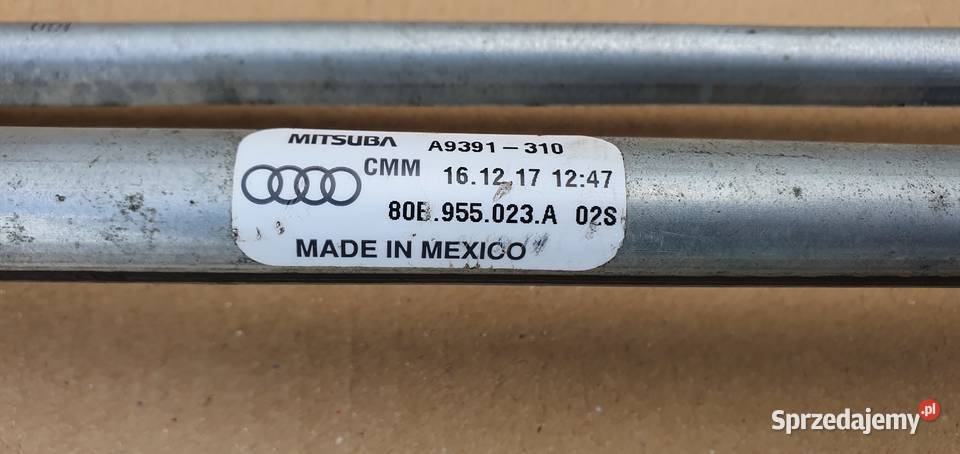 MITSUBA A9391-310
CMM 16.12.17 12:47
80B.955.023.A 02S
MADE IN MEXICO
Sprzedajemy.pl